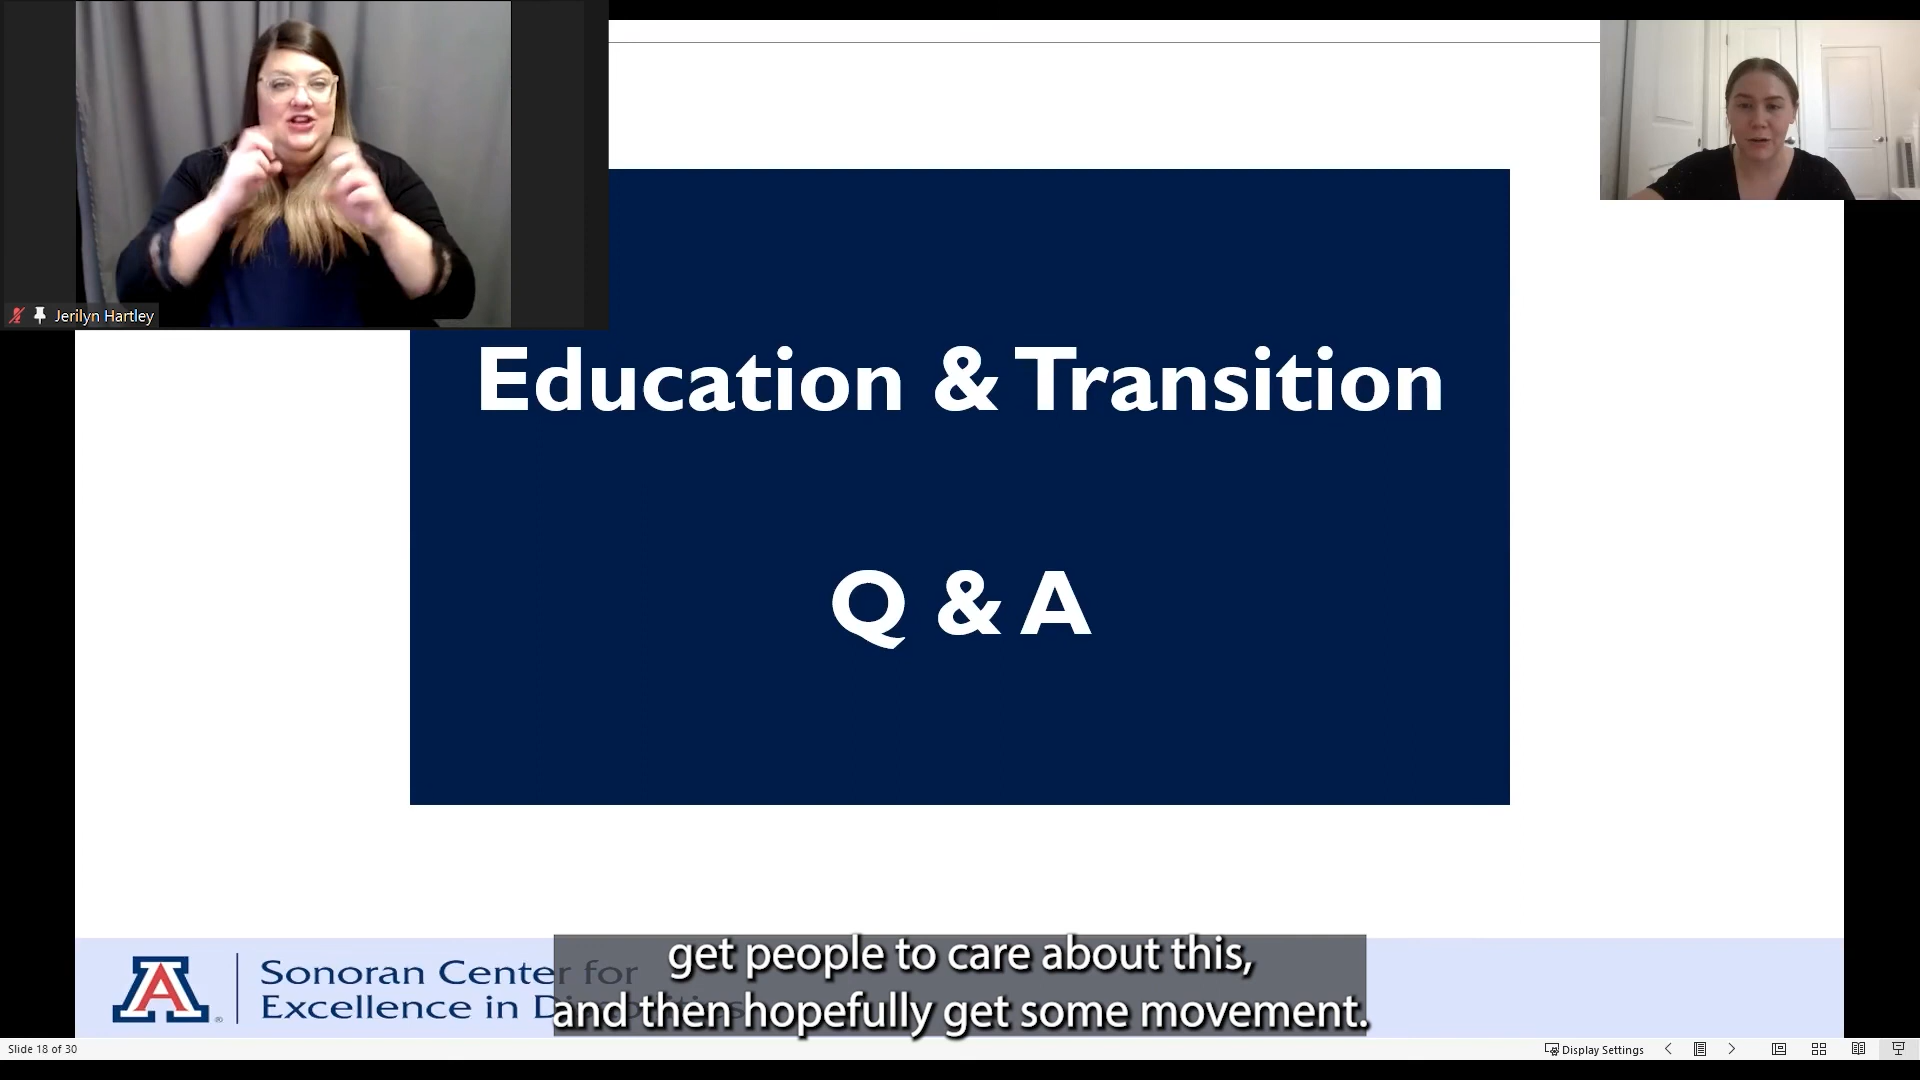 Jerilyn Hartley
Education & Transition
Q & A
A
Sonoran Center for
Excellence in D
get people to care about this,
and then hopefully get some movement.
Slide 18 of 30
Display Settings